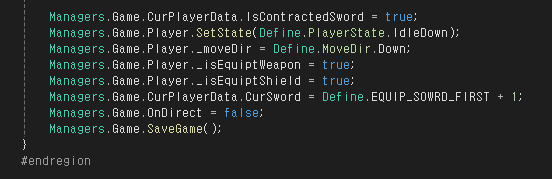 Managers.Game.CurPlayerData.IsContractedSword = true;
Managers.Game.Player.SetState(Define.PlayerState.IdleDown);
Managers.Game.Player._moveDir = Define.MoveDir.Down;
Managers.Game.Player._isEquiptWeapon = true;
Managers.Game.Player._isEquiptShield = true;
Managers.Game.CurPlayerData.CurSword = Define.EQUIP_SOWRD_FIRST + 1;
Managers.Game.OnDirect = false;
Managers.Game.SaveGame();
}
#endregion